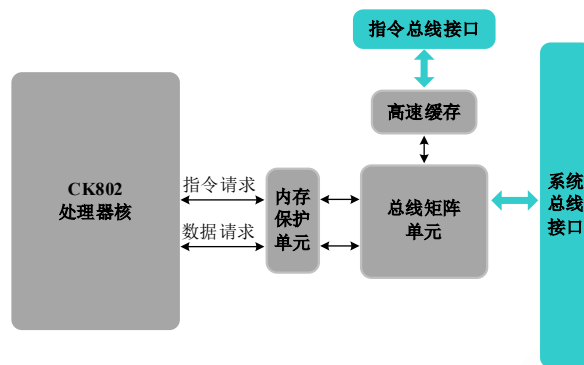 指令总线接口
高速缓存
CK802
处理器核
指令请求
数据请求
内存
保护
单元
总线矩阵
单元
系统
总线
接口